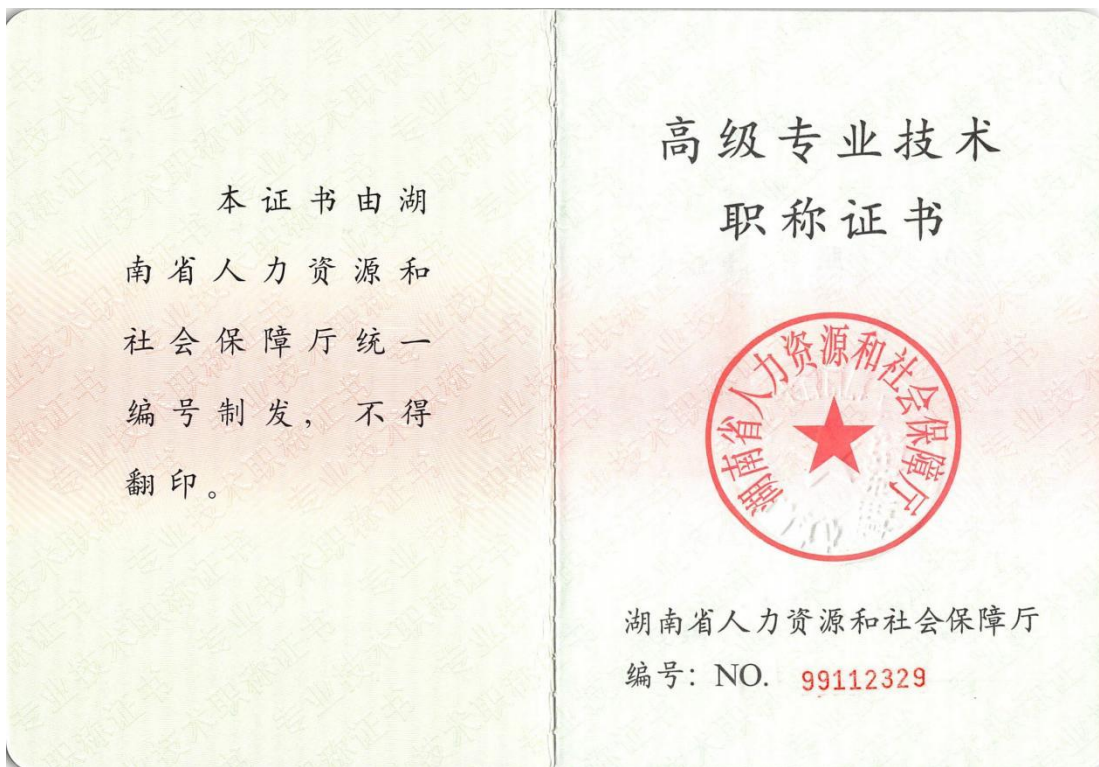 本证书由湖
南省人力资源和
社会保障厅统一
编号制发，不得
翻印。
高级专业技术
职称证书
湖南省人力资源和社会保障厅
湖南省人力资源和社会保障厅
编号：NO. 99112329